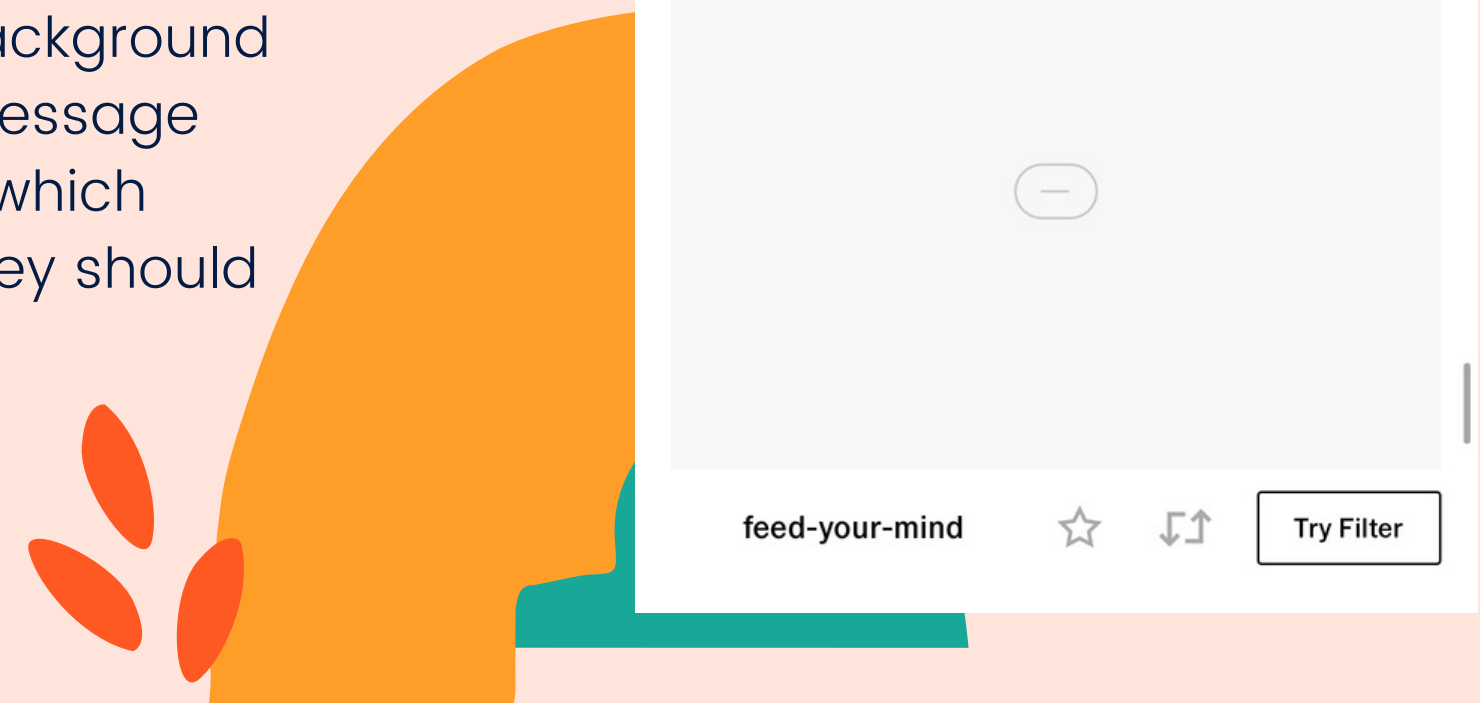 ackground
essage
which
ey should
feed-your-mind
Try Filter